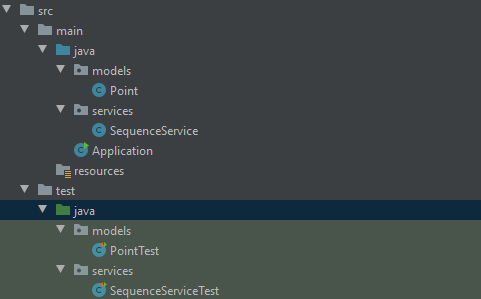 src
main
java
models
Point
services
SequenceService
Application
resources
test
java
models
PointTest
services
SequenceServiceTest